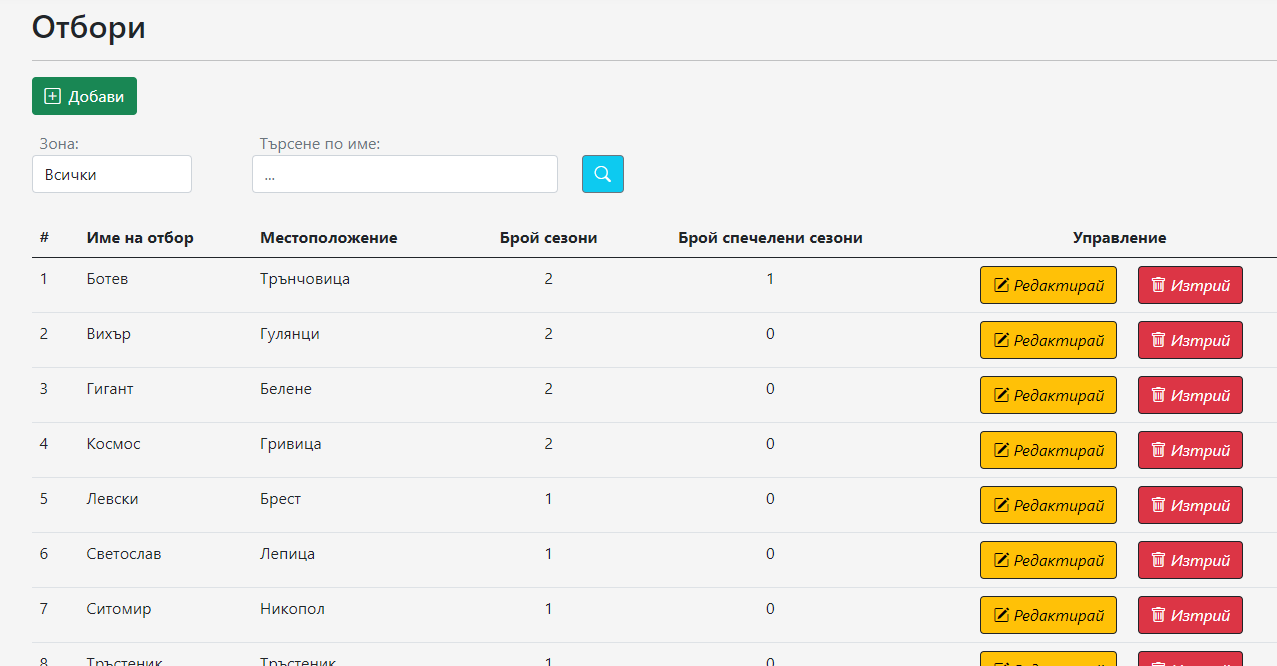 Отбори
Добави
Зона:
Търсене по име:
Всички
...
# Име на отбор Местоположение Брой сезони Брой спечелени сезони Управление
1 Ботев Трънчовица 2 1 Редактирай Изтрий
2 Вихър Гулянци 2 0 Редактирай Изтрий
3 Гигант Белене 2 0 Редактирай Изтрий
4 Космос Гривица 2 0 Редактирай Изтрий
5 Левски Брест 1 0 Редактирай Изтрий
6 Светослав Лепица 1 0 Редактирай Изтрий
7 Ситомир Никопол 1 0 Редактирай Изтрий
8 Тръстеник Тръстеник 1 0 Редактирай Изтрий